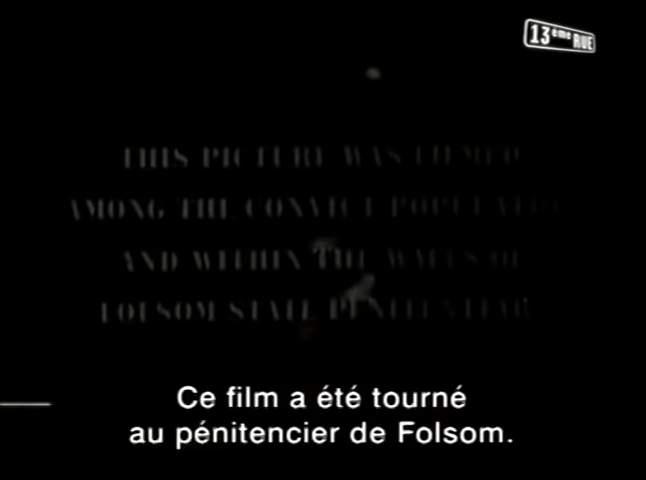 13ème RUE
THIS PICTURE WAS FILMED
AMONG THE CONVICT POPULATION
AND WITHIN THE WALLS OF
FOLSOM STATE PENITENTIARY
Ce film a été tourné
au pénitencier de Folsom.